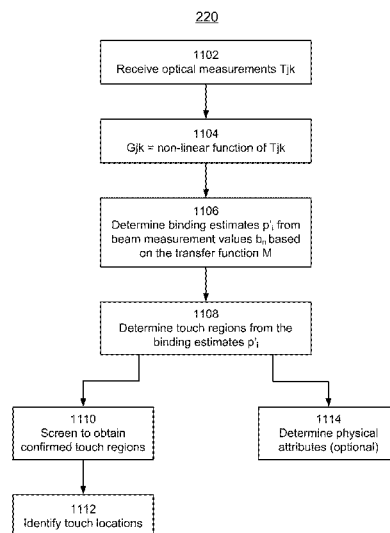 220
1102
Receive optical measurements Tjk
1104
Gjk = non-linear function of Tjk
1106
Determine binding estimates p'i from
beam measurement values bn based
on the transfer function M
1108
Determine touch regions from the
binding estimates p'i
1110
Screen to obtain
confirmed touch regions
1114
Determine physical
attributes (optional)
1112
Identify touch locations